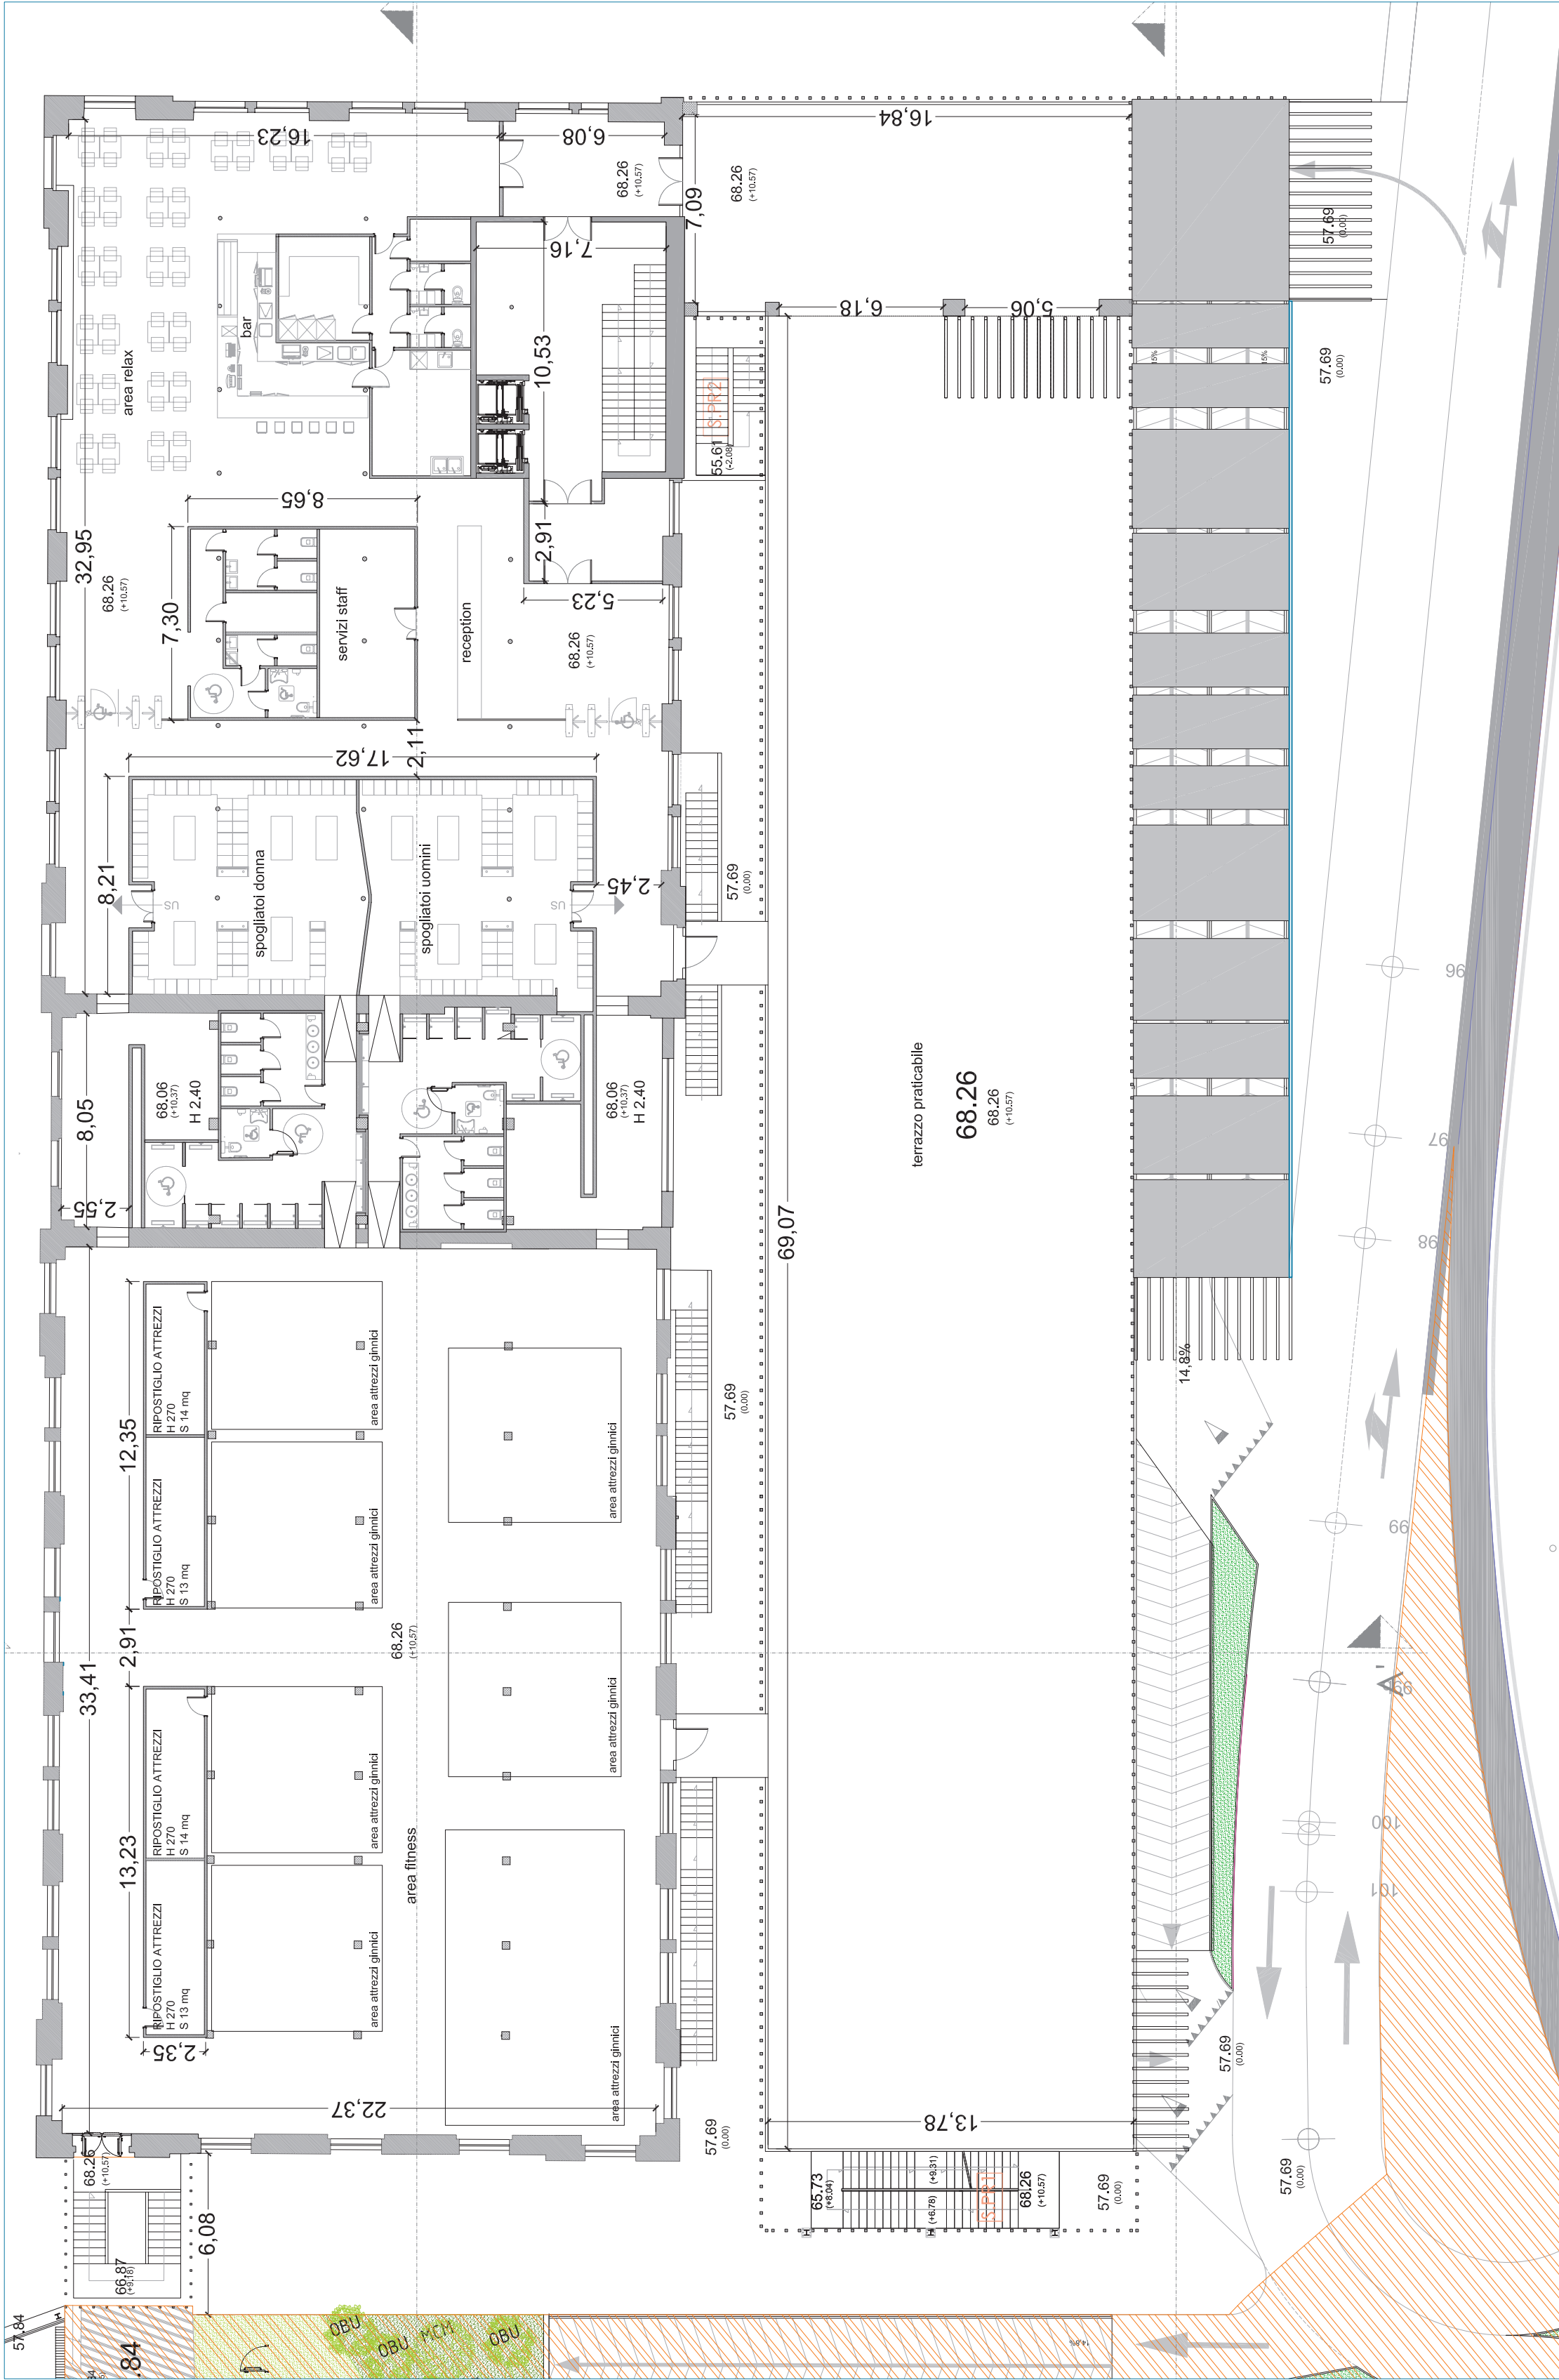 16,23
6,08
68.26
(+10.57)
16,84
7,09
68.26
(+10.57)
57.69
(0.00)
7,16
10,53
bar
area relax
6,18
5,06
15%
15%
57.69
(0.00)
S.PR2
55.61
(-2.08)
32,95
68.26
(+10.57)
8,65
7,30
servizi staff
2,91
5,23
reception
68.26
(+10.57)
2,11
17,62
8,21
spogliatoi donna
spogliatoi uomini
US
US
2,45
57.69
(0.00)
96
8,05
2,55
68.06
(+10,37)
H 2.40
68.06
(+10,37)
H 2.40
terrazzo praticabile
68.26
68.26
(+10.57)
97
98
69,07
33,41
12,35
RIPOSTIGLIO ATTREZZI
H 270
S 14 mq
RIPOSTIGLIO ATTREZZI
H 270
S 13 mq
area attrezzi ginnici
area attrezzi ginnici
area attrezzi ginnici
57.69
(0.00)
14,8%
99
2,91
68.26
(+10,57)
A'
13,23
RIPOSTIGLIO ATTREZZI
H 270
S 14 mq
RIPOSTIGLIO ATTREZZI
H 270
S 13 mq
area attrezzi ginnici
area attrezzi ginnici
area attrezzi ginnici
area attrezzi ginnici
area fitness
100
101
2,35
22,37
13,78
57.69
(0.00)
57.69
(0.00)
68.26
(+10.57)
65.73
(+8.04)
(+9.31)
(+6.78)
S.PR1
68.26
(+10.57)
57.69
(0.00)
57.69
(0.00)
6,08
66.87
(+9.18)
57.84
.84
OBU
OBU
MCM
OBU
14,8%